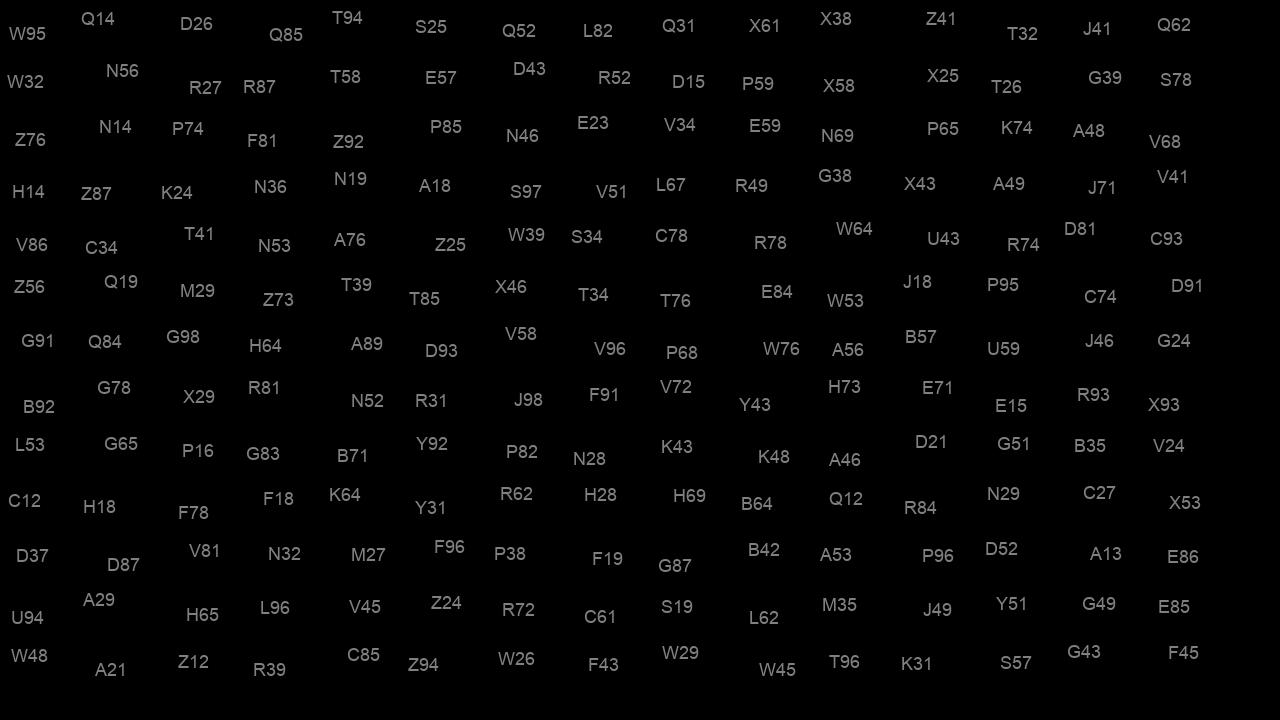 W95 Q14 D26 Q85 T94 S25 Q52 L82 Q31 X61 X38 Z41 T32 J41 Q62
W32 N56 R27 R87 T58 E57 D43 R52 D15 P59 X58 X25 T26 G39 S78
Z76 N14 P74 F81 Z92 P85 N46 E23 V34 E59 N69 P65 K74 A48 V68
H14 Z87 K24 N36 N19 A18 S97 V51 L67 R49 G38 X43 A49 J71 V41
V86 C34 T41 N53 A76 Z25 W39 S34 C78 R78 W64 U43 R74 D81 C93
Z56 Q19 M29 Z73 T39 T85 X46 T34 T76 E84 W53 J18 P95 C74 D91
G91 Q84 G98 H64 A89 D93 V58 V96 P68 W76 A56 B57 U59 J46 G24
B92 G78 X29 R81 N52 R31 J98 F91 V72 Y43 H73 E71 E15 R93 X93
L53 G65 P16 G83 B71 Y92 P82 N28 K43 K48 A46 D21 G51 B35 V24
C12 H18 F78 F18 K64 Y31 R62 H28 H69 B64 Q12 R84 N29 C27 X53
D37 D87 V81 N32 M27 F96 P38 F19 G87 B42 A53 P96 D52 A13 E86
U94 A29 H65 L96 V45 Z24 R72 C61 S19 L62 M35 J49 Y51 G49 E85
W48 A21 Z12 R39 C85 Z94 W26 F43 W29 W45 T96 K31 S57 G43 F45